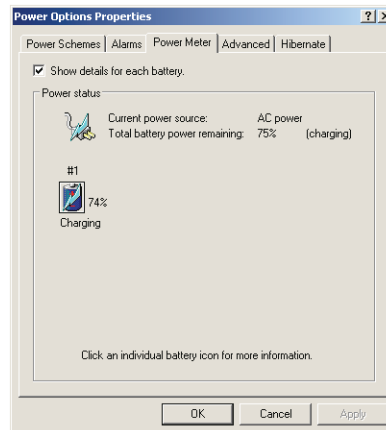 Power Options Properties
Power Schemes Alarms Power Meter Advanced Hibernate
Show details for each battery.
Power status
Current power source: AC power
Total battery power remaining: 75% (charging)
#1
74%
Charging
Click an individual battery icon for more information.
OK Cancel Apply